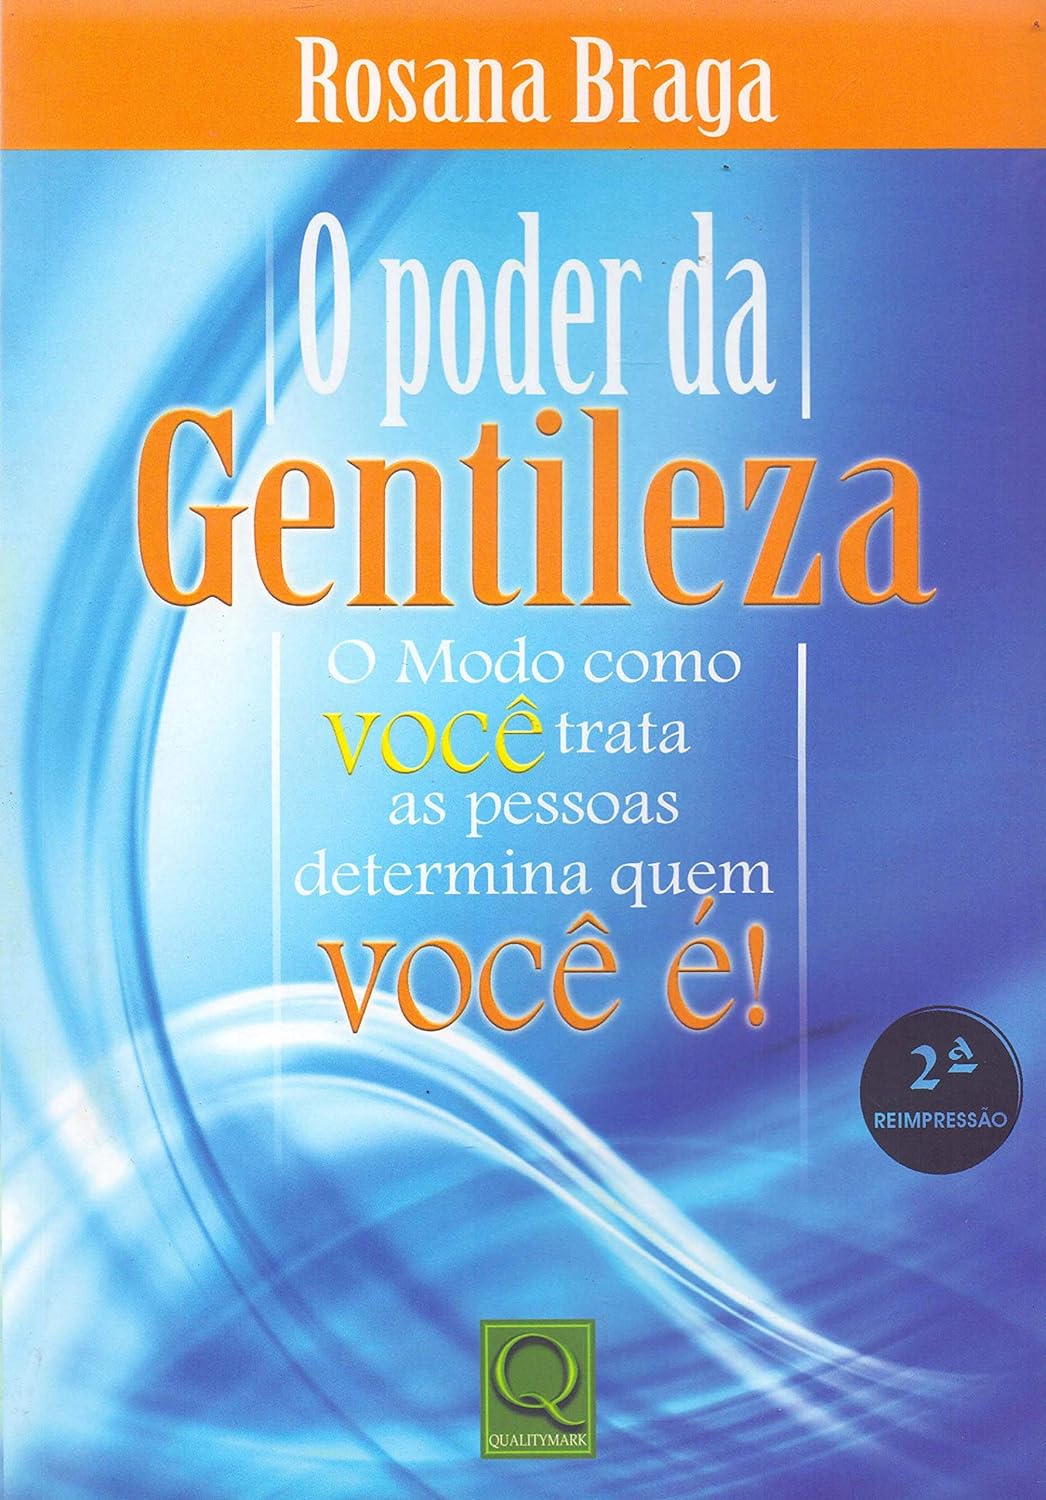 Rosana Braga
O poder da
Gentileza
O Modo como
você trata
as pessoas
determina quem
você é!
2ª
REIMPRESSÃO
Q
QUALITYMARK